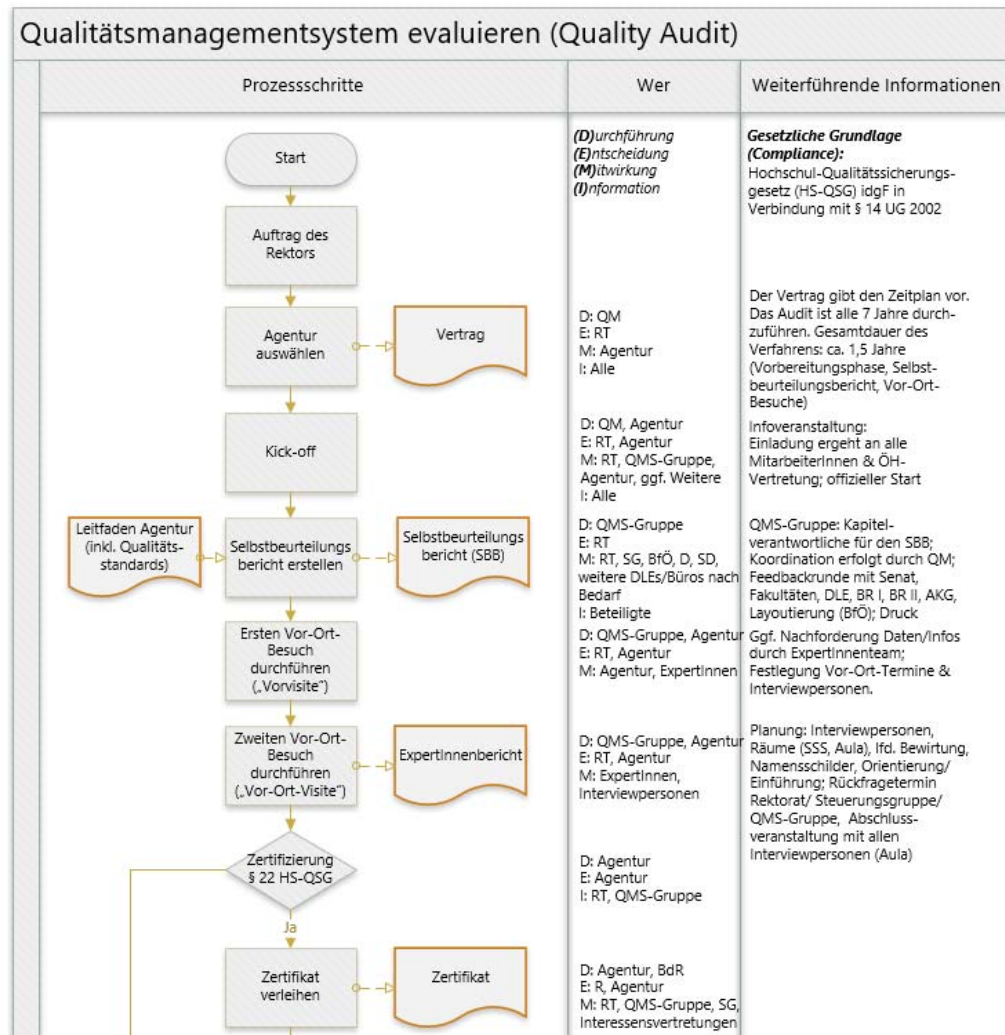 Qualitätsmanagementsystem evaluieren (Quality Audit)
Prozessschritte
Wer
Weiterführende Informationen
Start
(D)urchführung
(E)ntscheidung
(M)itwirkung
(I)nformation
Gesetzliche Grundlage
(Compliance):
Hochschul-Qualitätssicherungs-
gesetz (HS-QSG) idgF in
Verbindung mit § 14 UG 2002
Auftrag des
Rektors
Agentur
auswählen
Vertrag
D: QM
E: RT
M: Agentur
I: Alle
Der Vertrag gibt den Zeitplan vor.
Das Audit ist alle 7 Jahre durch-
zuführen. Gesamtdauer des
Verfahrens: ca. 1,5 Jahre
(Vorbereitungsphase, Selbst-
beurteilungsbericht, Vor-Ort-
Besuche)
Kick-off
D: QM, Agentur
E: RT, Agentur
M: RT, QMS-Gruppe,
Agentur, ggf. Weitere
I: Alle
Infoveranstaltung:
Einladung ergeht an alle
MitarbeiterInnen & ÖH-
Vertretung; offizieller Start
Leitfaden Agentur
(inkl. Qualitäts-
standards)
Selbstbeurteilungs
bericht erstellen
Selbstbeurteilungs
bericht (SBB)
D: QMS-Gruppe
E: RT
M: RT, SG, BfÖ, D, SD,
weitere DLEs/Büros nach
Bedarf
I: Beteiligte
QMS-Gruppe: Kapitel-
verantwortliche für den SBB;
Koordination erfolgt durch QM;
Feedbackrunde mit Senat,
Fakultäten, DLE, BR I, BR II, AKG,
Layoutierung (BfÖ); Druck
Ersten Vor-Ort-
Besuch
durchführen
(„Vorvisite")
D: QMS-Gruppe, Agentur
E: RT, Agentur
M: Agentur, ExpertInnen
Ggf. Nachforderung Daten/Infos
durch ExpertInnenteam;
Festlegung Vor-Ort-Termine &
Interviewpersonen.
Zweiten Vor-Ort-
Besuch
durchführen
(„Vor-Ort-Visite")
ExpertInnenbericht
D: QMS-Gruppe, Agentur
E: RT, Agentur
M: ExpertInnen,
Interviewpersonen
Planung: Interviewpersonen,
Räume (SSS, Aula), lfd. Bewirtung,
Namensschilder, Orientierung/
Einführung; Rückfragetermin
Rektorat/ Steuerungsgruppe/
QMS-Gruppe, Abschluss-
veranstaltung mit allen
Interviewpersonen (Aula)
Zertifizierung
§ 22 HS-QSG
D: Agentur
E: Agentur
I: RT, QMS-Gruppe
Ja
Zertifikat
verleihen
Zertifikat
D: Agentur, BdR
E: R, Agentur
M: RT, QMS-Gruppe, SG,
Interessensvertretungen